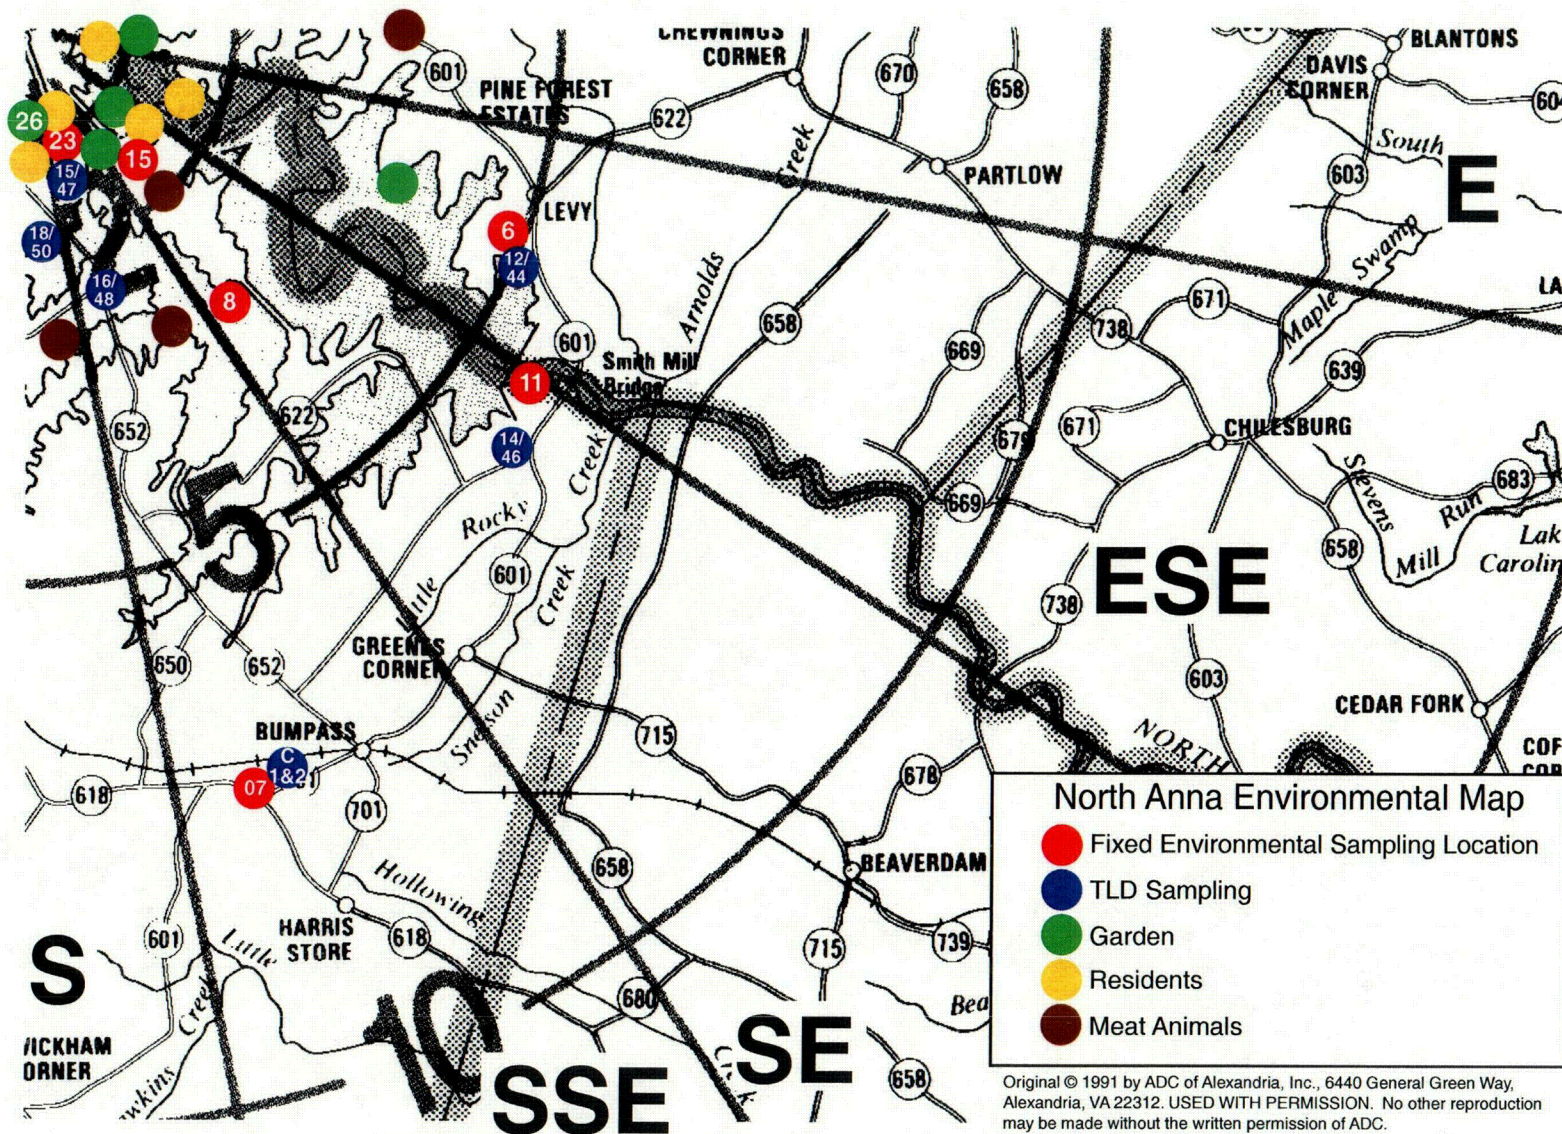 CHEWNINGS
CORNER
BLANTONS
DAVIS
CORNER
601
PINE FOREST
ESTATES
670
658
604
622
26
23
15
15/
47
Creek
South
PARTLOW
603
E
LEVY
6
18/
50
12/
44
16/
48
8
2
Arnolds
Maple Swamp
671
658
601
738
669
Smith Mill
Bridge
11
639
622
652
14/
46
Creek
679
671
CHILESBURG
5
Rocky
669
Stevens
683
Mill
Run
Lak
Carolin
658
601
Little
Creek
738
ESE
GREENES
CORNER
650
652
603
Sneson
CEDAR FORK
BUMPASS
715
NORTH
C
1&2
07
618
701
678
COF
COR
North Anna Environmental Map
Fixed Environmental Sampling Location
TLD Sampling
Garden
Residents
Meat Animals
658
BEAVERDAM
Hollowing
HARRIS
STORE
618
601
Little
Creek
715
739
S
680
Bea
10
SE
SSE
658
Original © 1991 by ADC of Alexandria, Inc., 6440 General Green Way,
Alexandria, VA 22312. USED WITH PERMISSION. No other reproduction
may be made without the written permission of ADC.